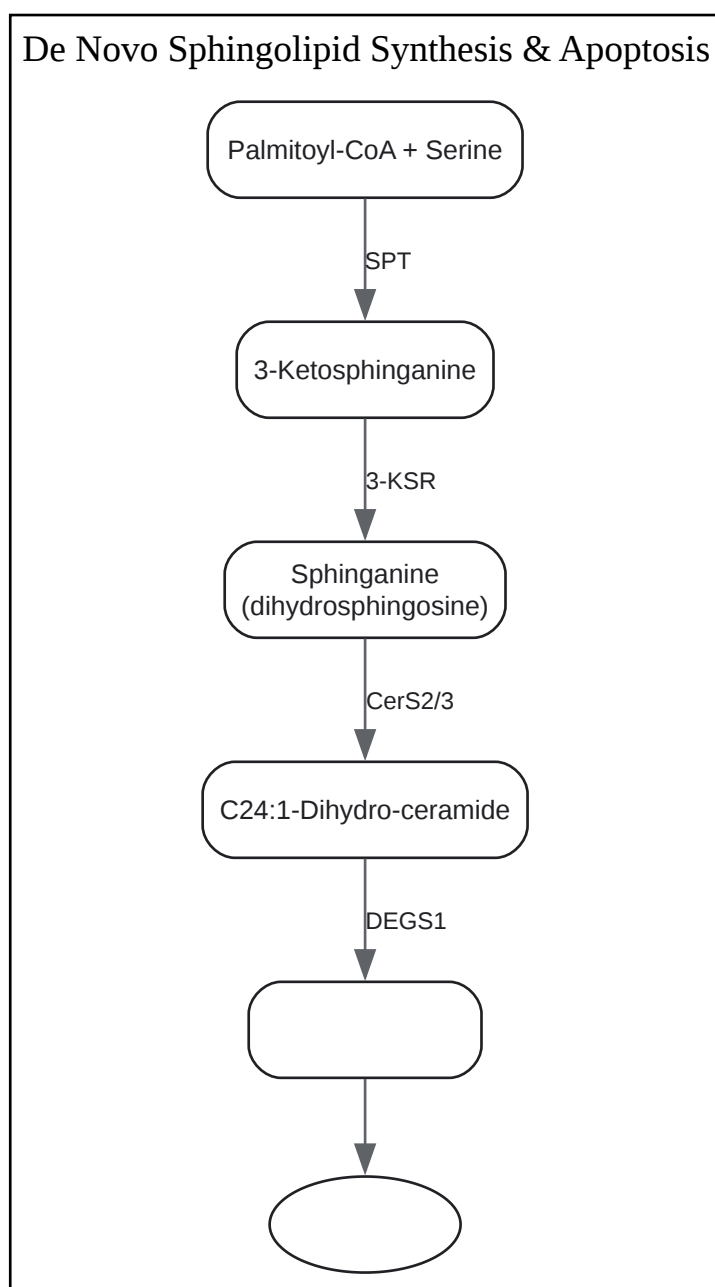 De Novo Sphingolipid Synthesis & Apoptosis
Palmitoyl-CoA + Serine
SPT
3-Ketosphinganine
3-KSR
Sphinganine
(dihydrosphingosine)
CerS2/3
C24:1-Dihydro-ceramide
DEGS1